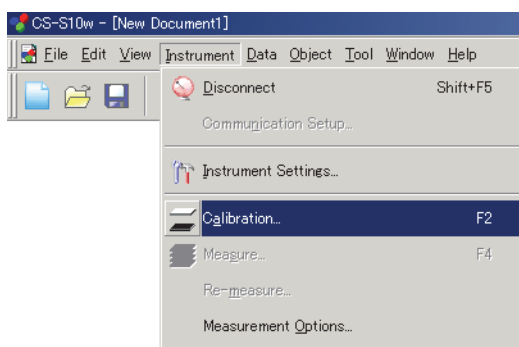 CS-S10w - [New Document1]
File Edit View Instrument Data Object Tool Window Help
Disconnect Shift+F5
Communication Setup...
Instrument Settings...
Calibration... F2
Measure... F4
Re-measure...
Measurement Options...